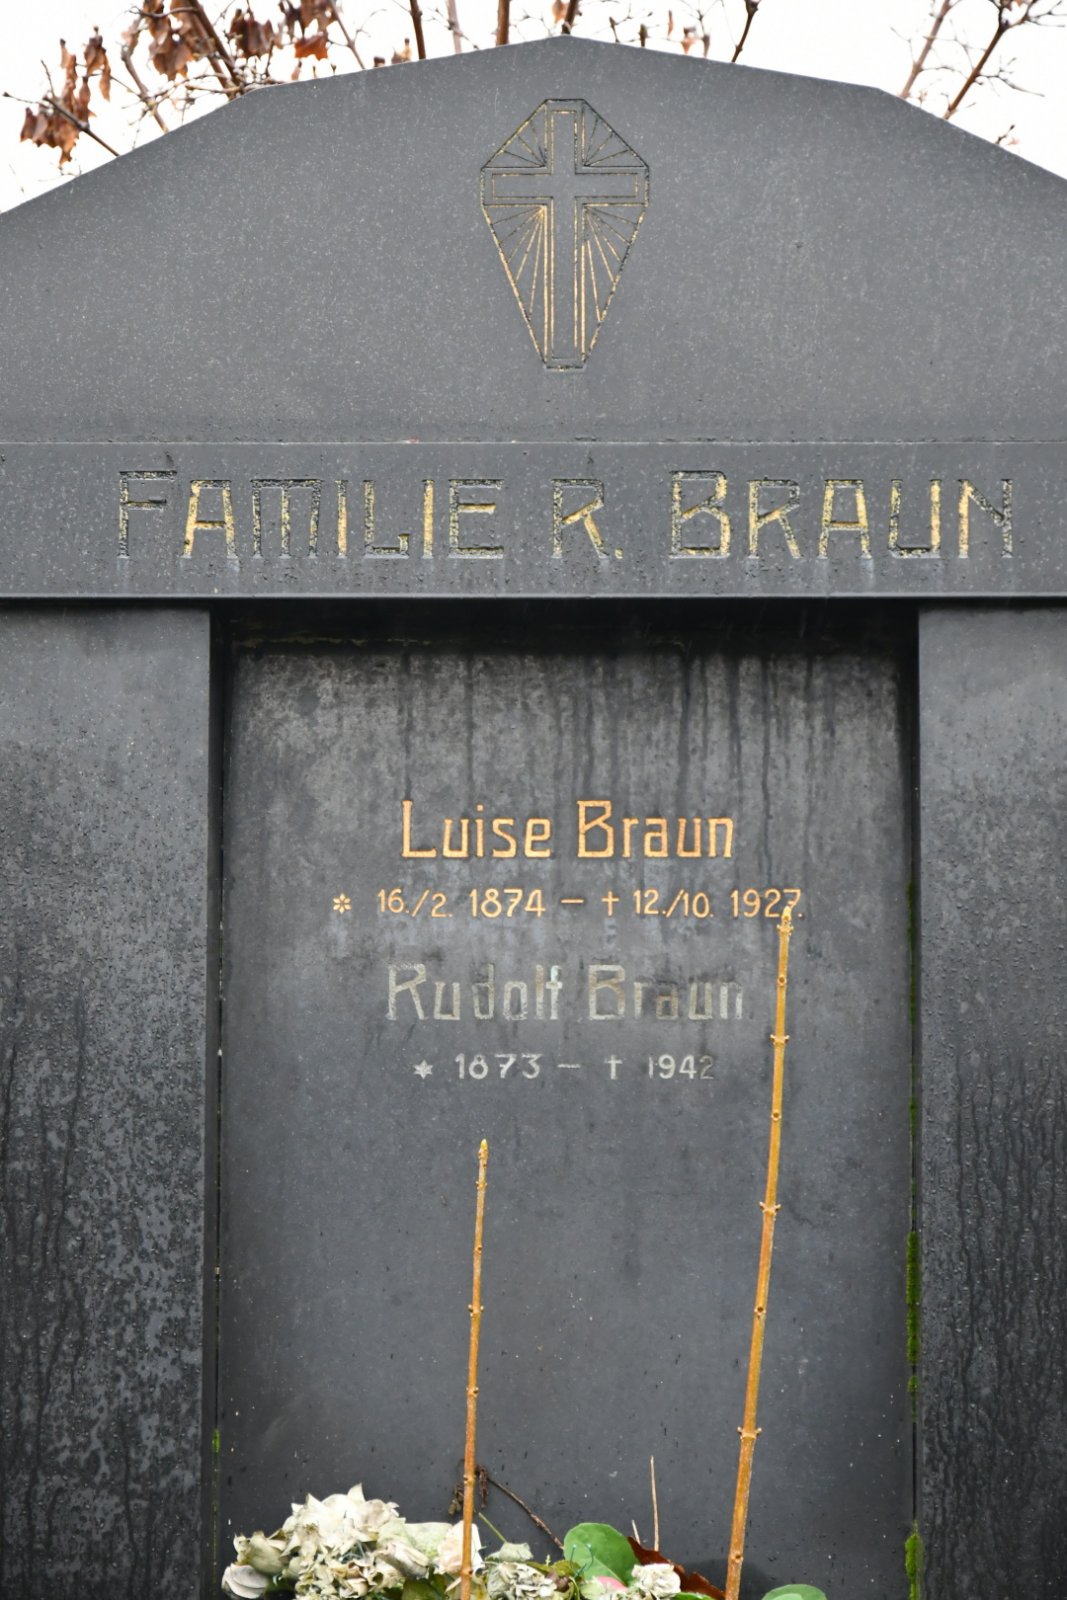 FAMILIE R. BRAUN
Luise Braun
* 16./2. 1874 – † 12./10. 1927.
Rudolf Braun
* 1873 – † 1942